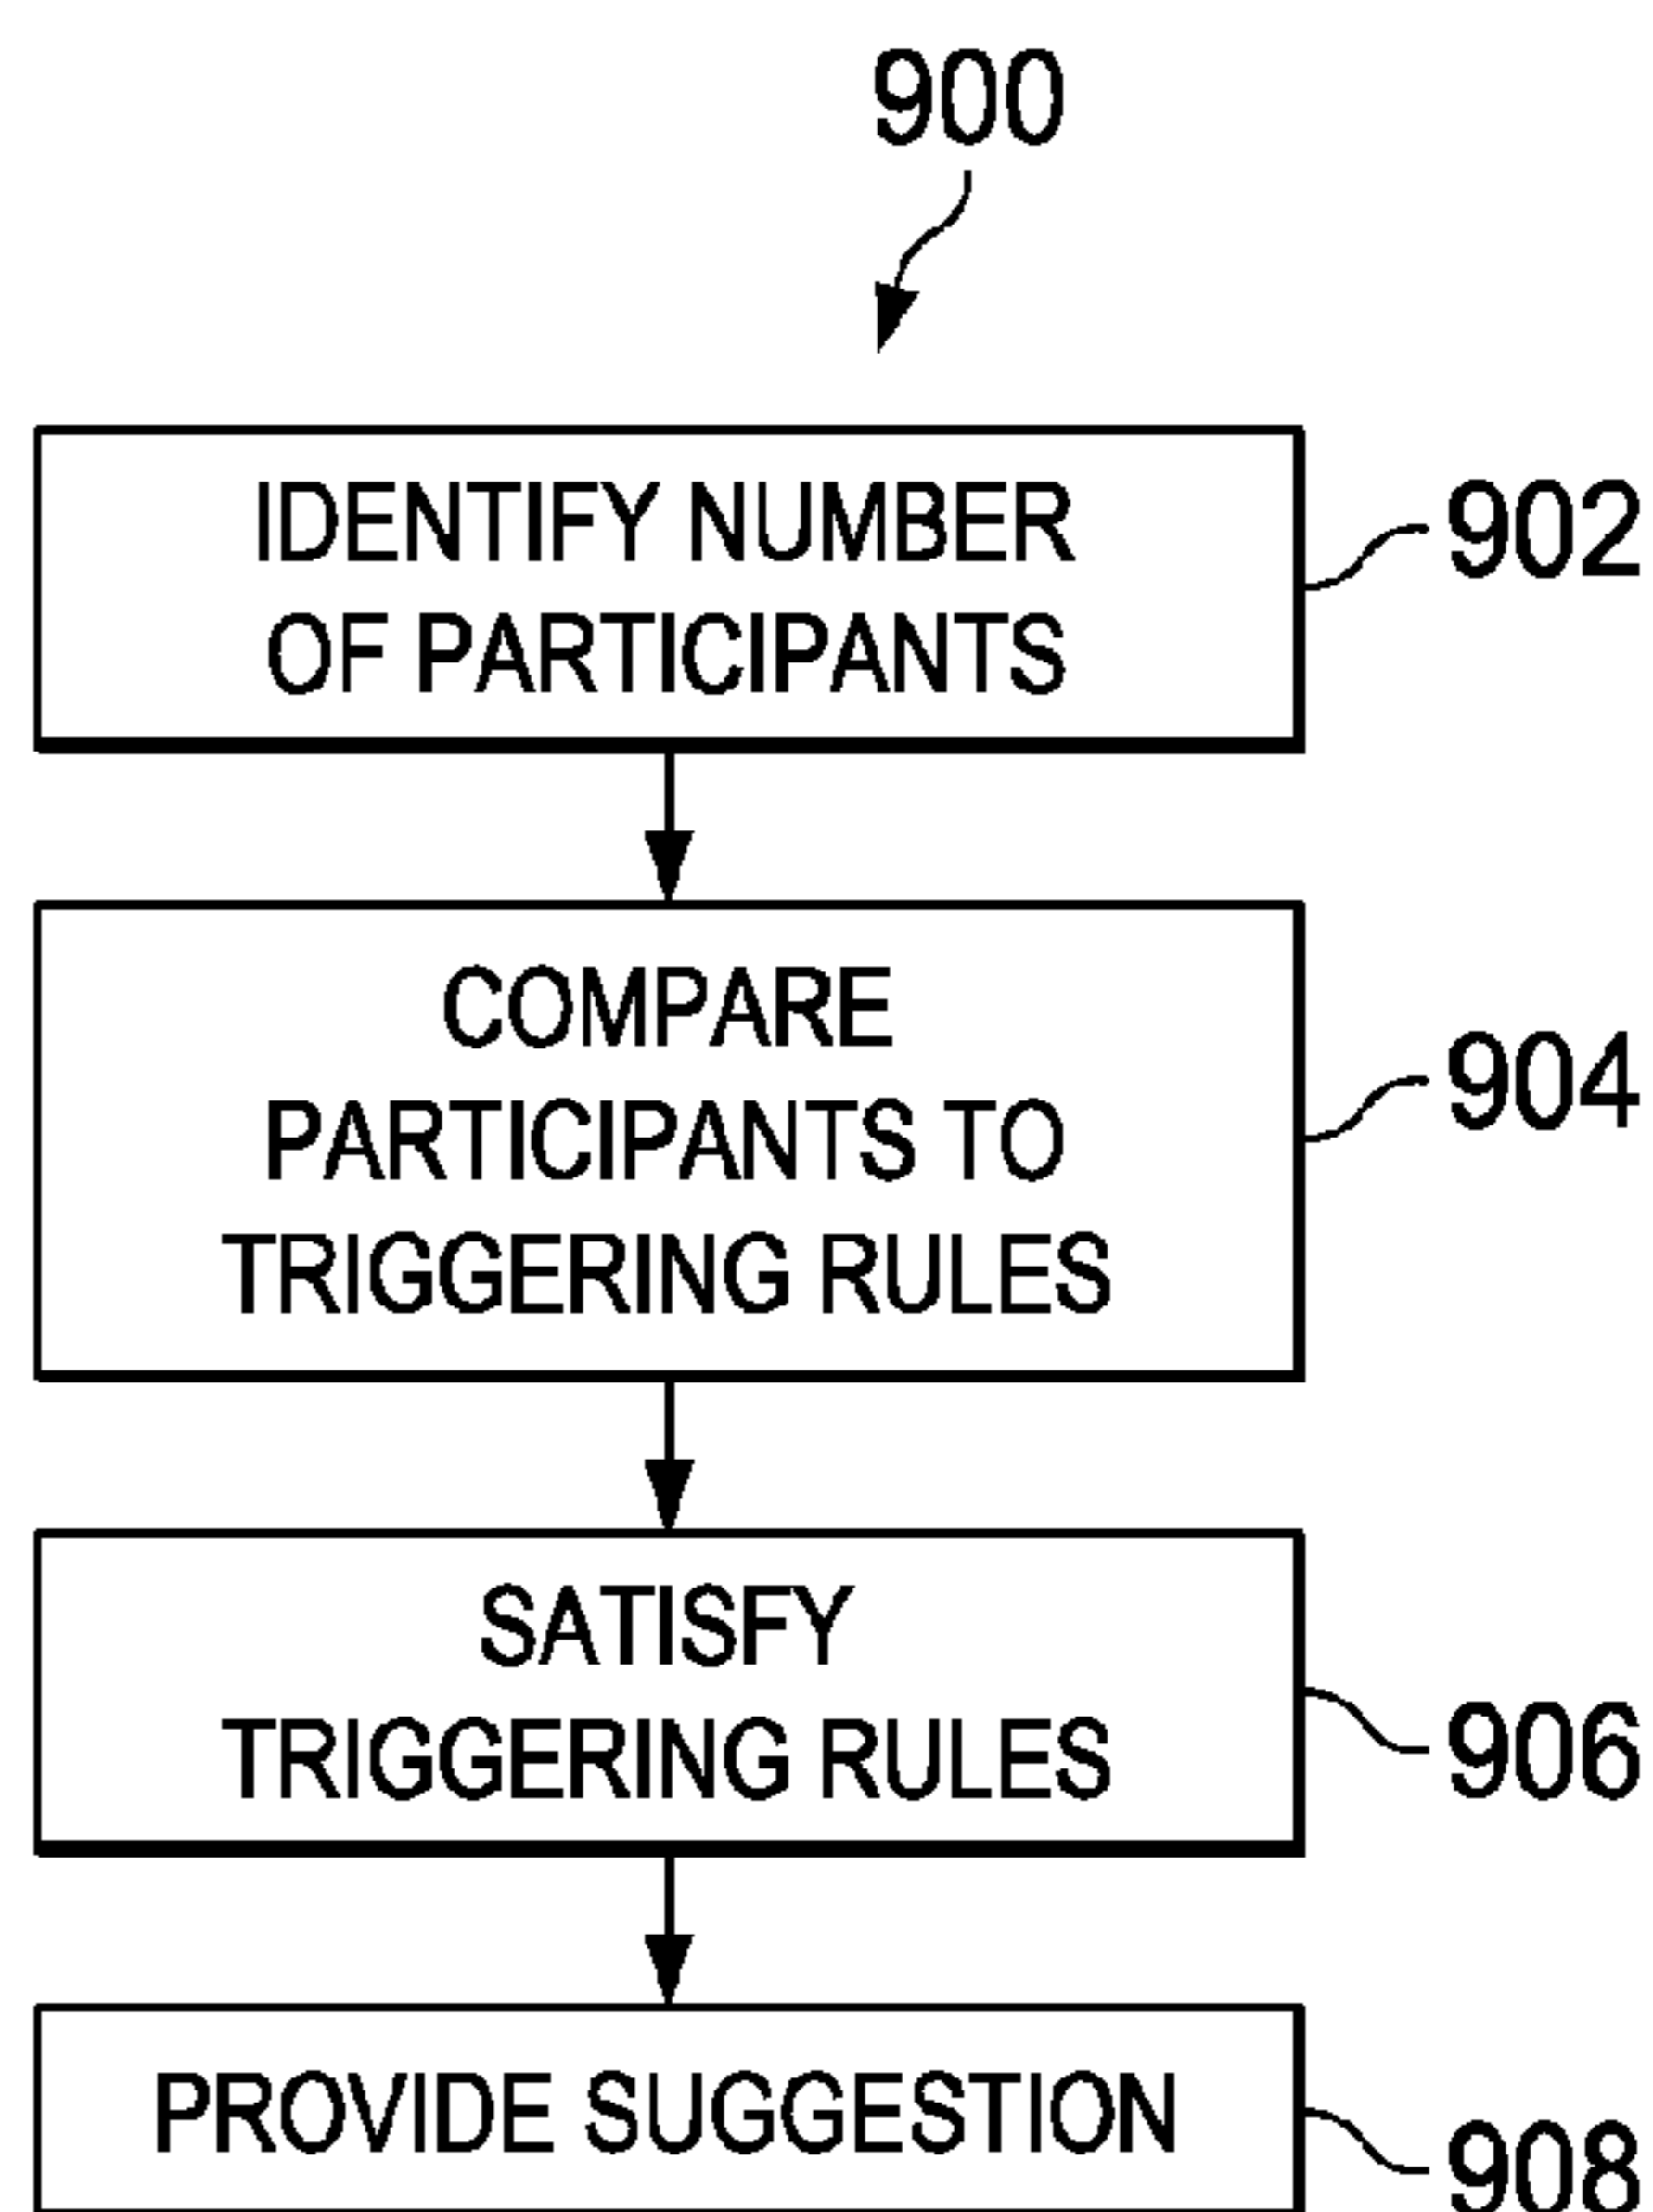 900
IDENTIFY NUMBER
OF PARTICIPANTS
902
COMPARE
PARTICIPANTS TO
TRIGGERING RULES
904
SATISFY
TRIGGERING RULES
906
PROVIDE SUGGESTION
908